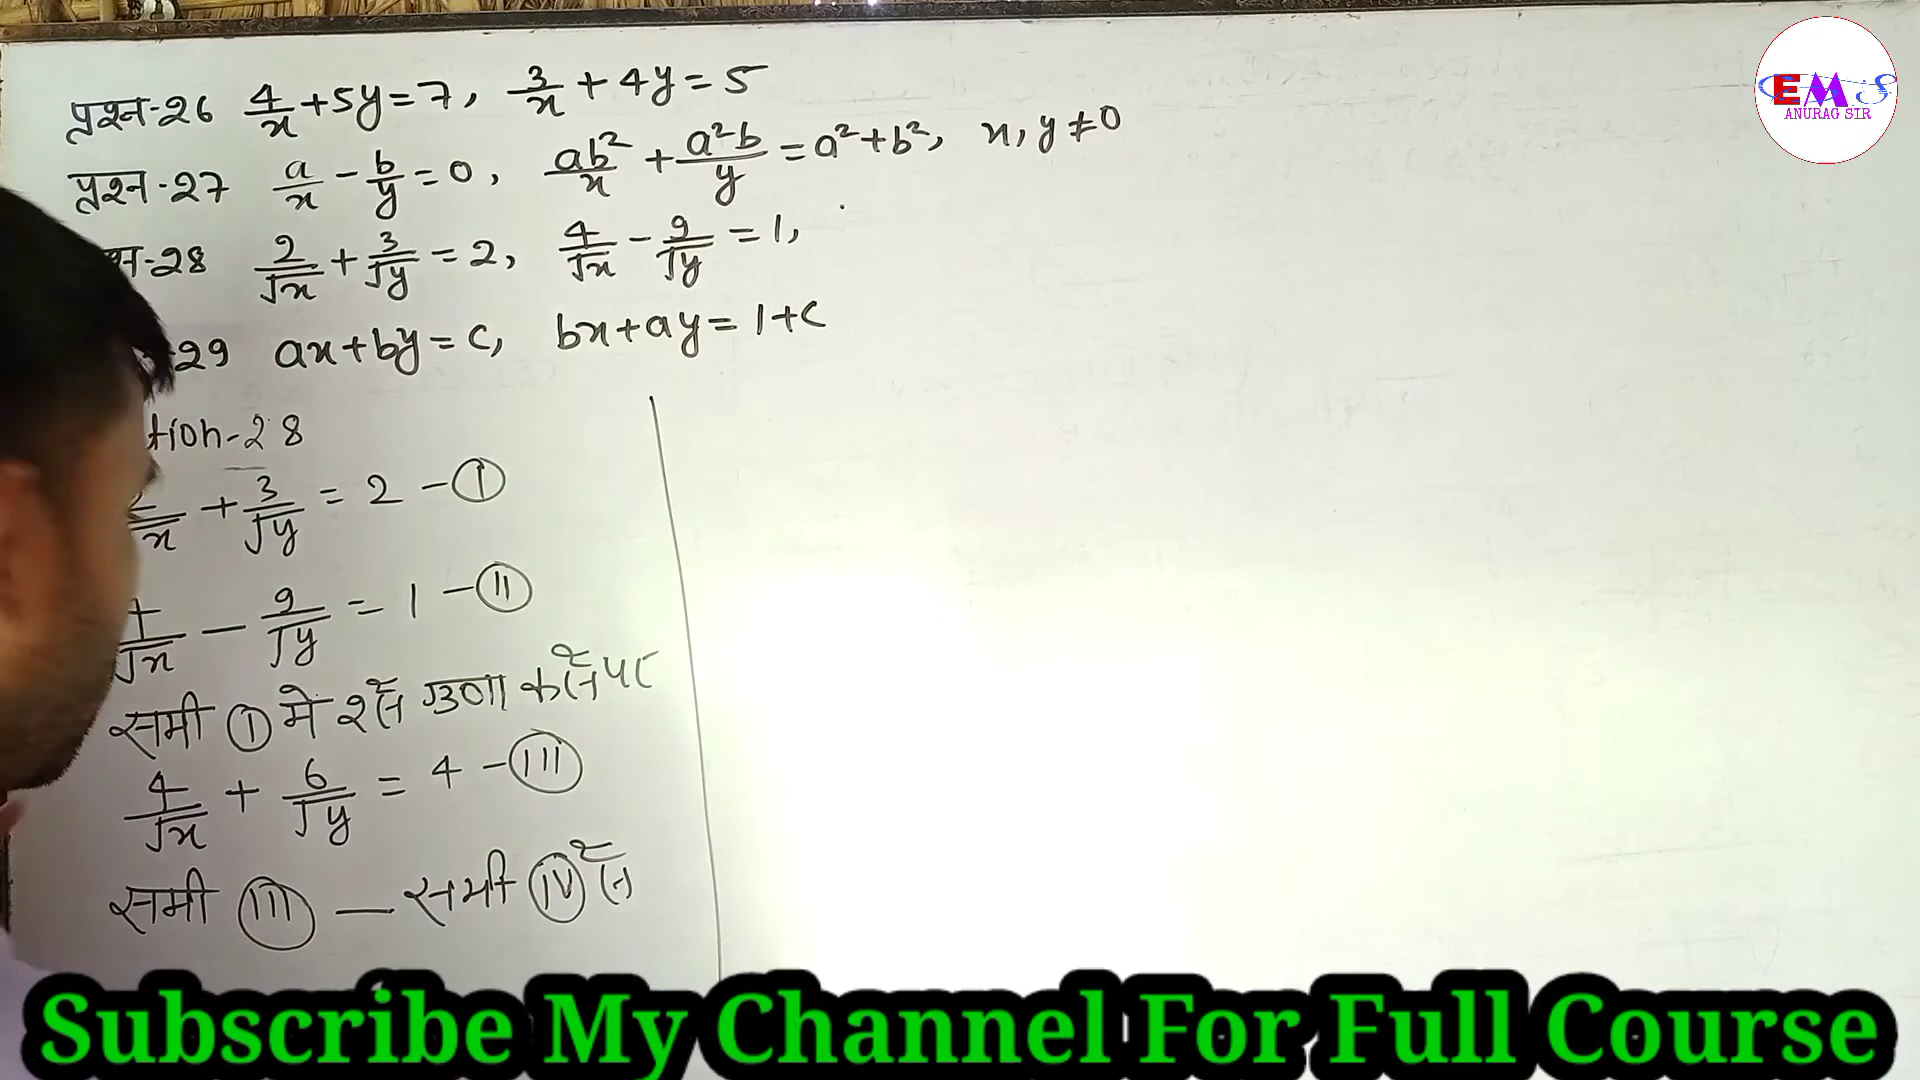 प्रश्न-26 4/x + 5y = 7, 3/x + 4y = 5
प्रश्न-27 a/x - b/y = 0, ab²/x + a²b/y = a² + b², x, y ≠ 0
-28 2/√x + 3/√y = 2, 4/√x - 9/√y = 1,
-29 ax + by = c, bx + ay = 1 + c
tion-28
/√x + 3/√y = 2 - I
4/√x - 9/√y = 1 - II
समी I में 2 से गुणा करने पर
4/√x + 6/√y = 4 - III
समी III - समी IV से
EMS
ANURAG SIR
Subscribe My Channel For Full Course